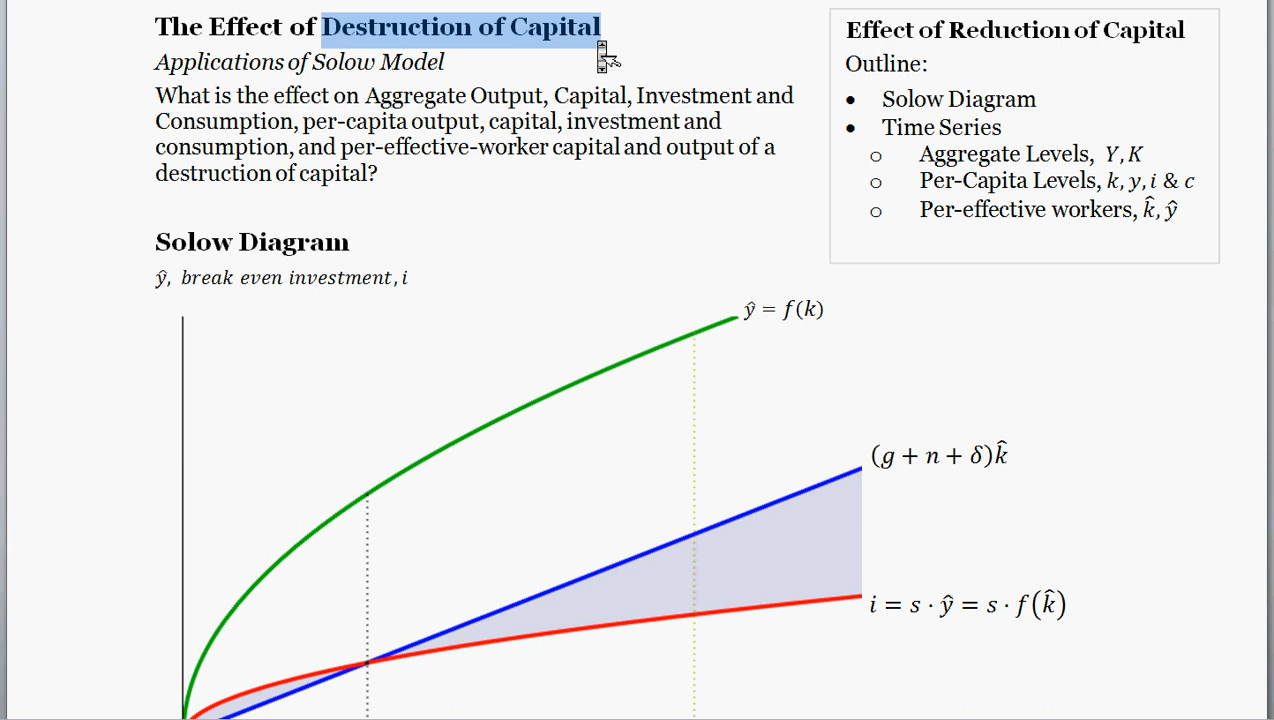 The Effect of Destruction of Capital
Applications of Solow Model
What is the effect on Aggregate Output, Capital, Investment and
Consumption, per-capita output, capital, investment and
consumption, and per-effective-worker capital and output of a
destruction of capital?
Effect of Reduction of Capital
Outline:
• Solow Diagram
• Time Series
o Aggregate Levels, Y, K
o Per-Capita Levels, k, y, i & c
o Per-effective workers, k̂, ŷ
Solow Diagram
ŷ, break even investment, i
ŷ = f(k)
(g + n + δ)k̂
i = s · ŷ = s · f(k̂)